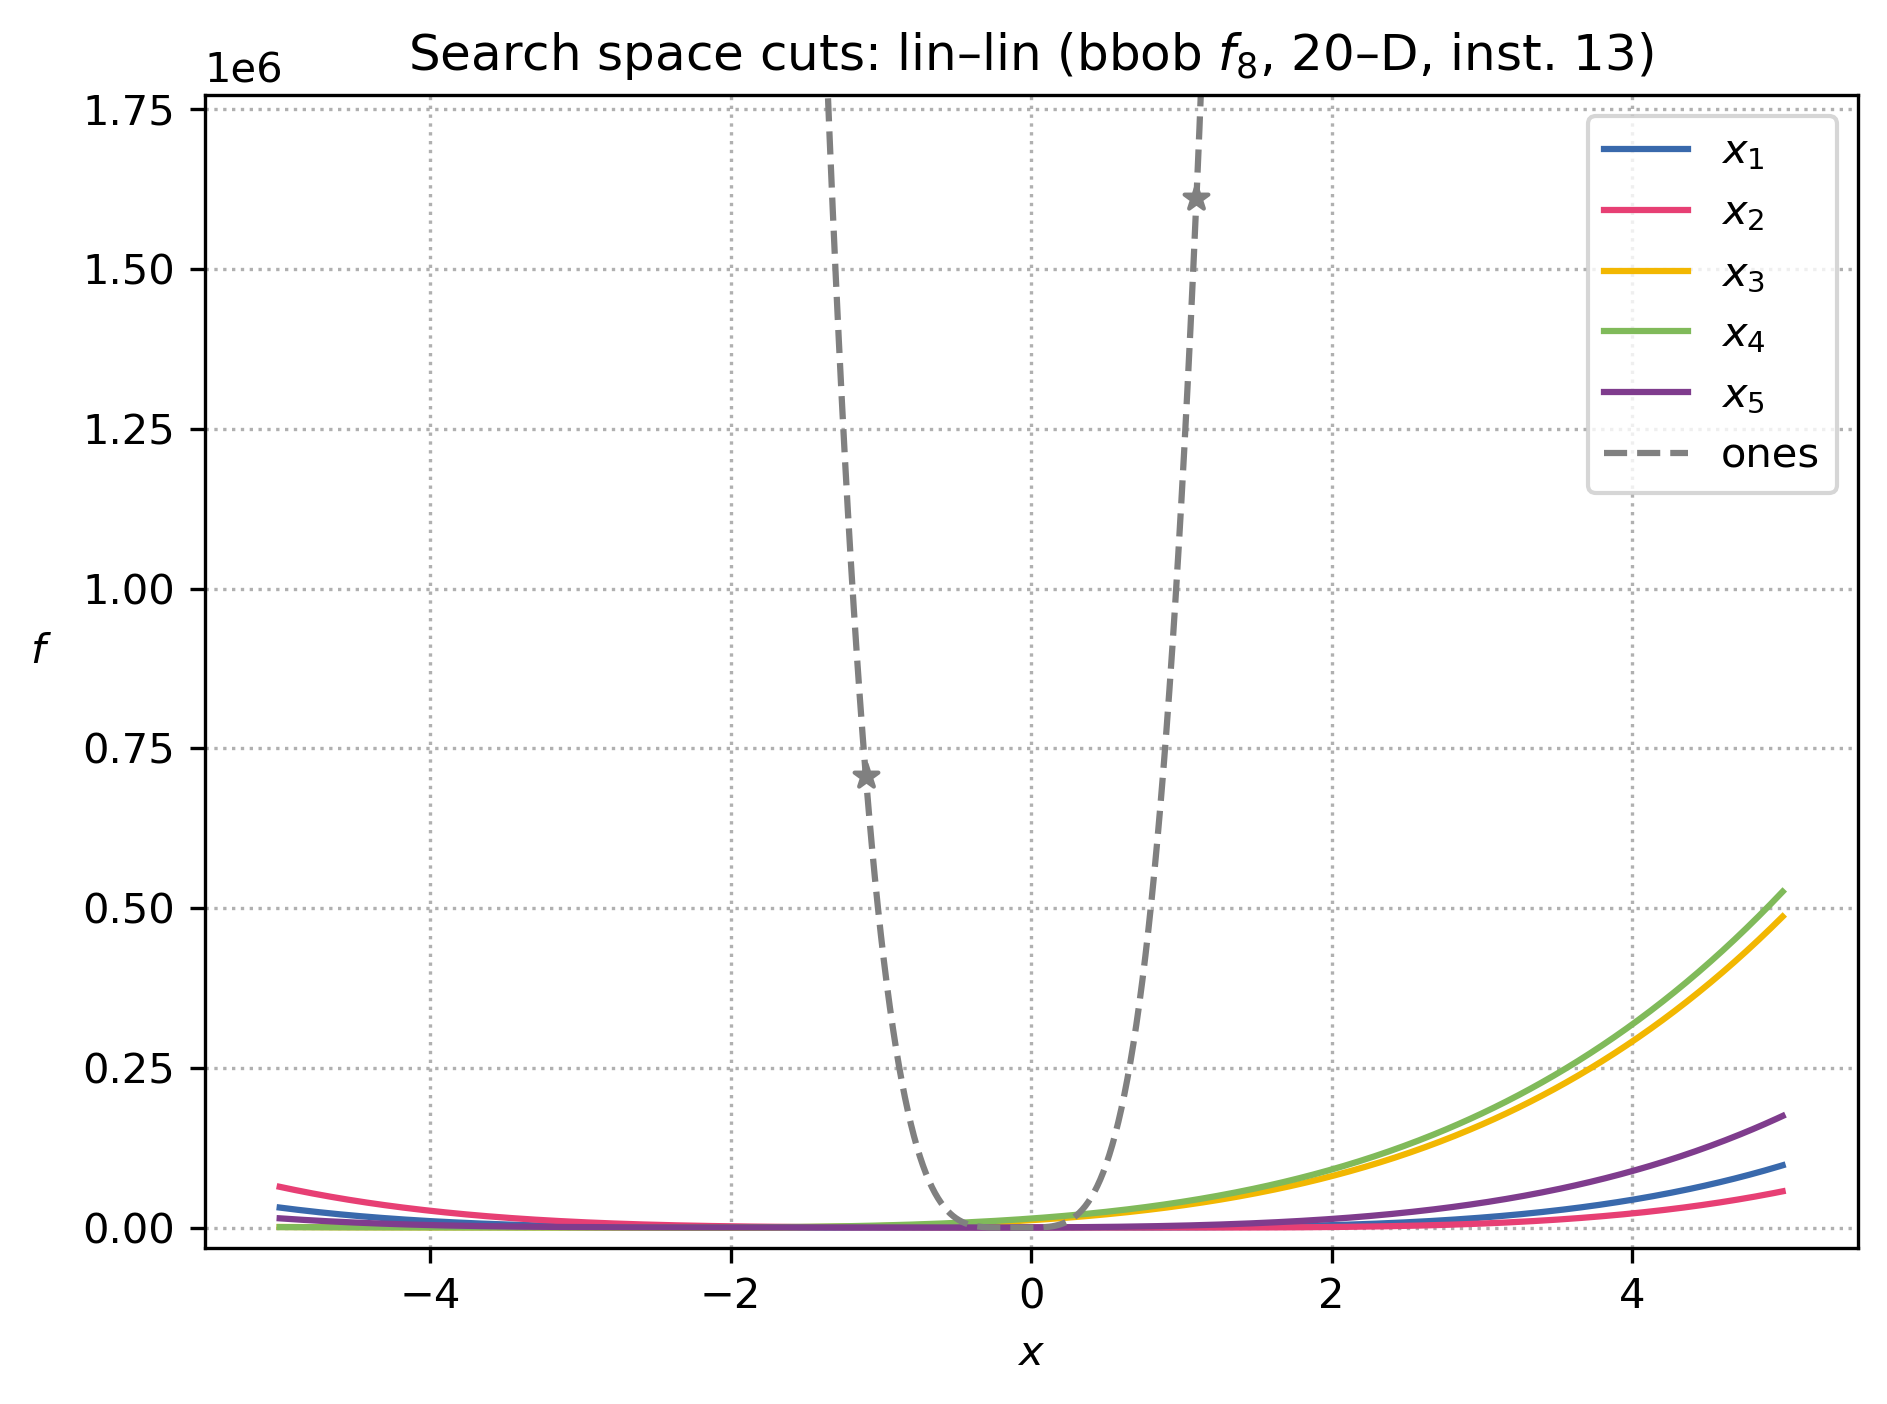 Search space cuts: lin–lin (bbob f₈, 20–D, inst. 13)
1e6
1.75
1.50
1.25
1.00
0.75
0.50
0.25
0.00
f
−4
−2
0
2
4
x
x₁
x₂
x₃
x₄
x₅
ones